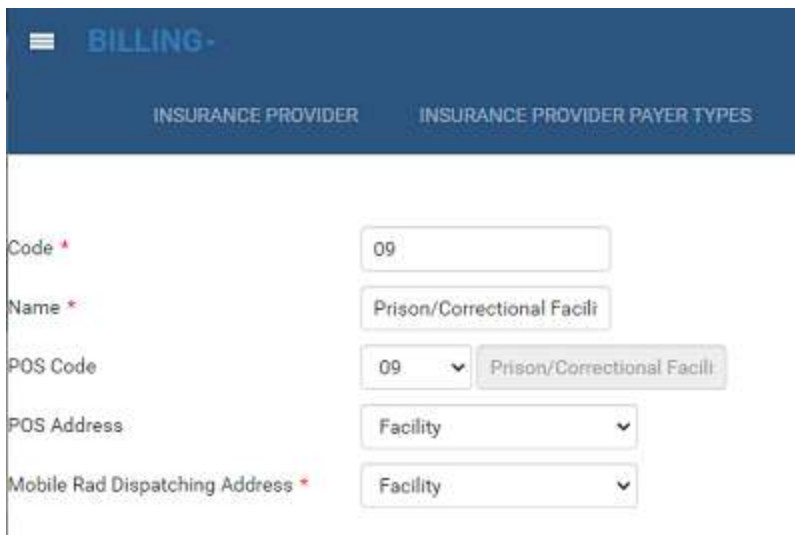 BILLING-
INSURANCE PROVIDER INSURANCE PROVIDER PAYER TYPES
Code * 09
Name * Prison/Correctional Facili
POS Code 09 Prison/Correctional Facili
POS Address Facility
Mobile Rad Dispatching Address * Facility